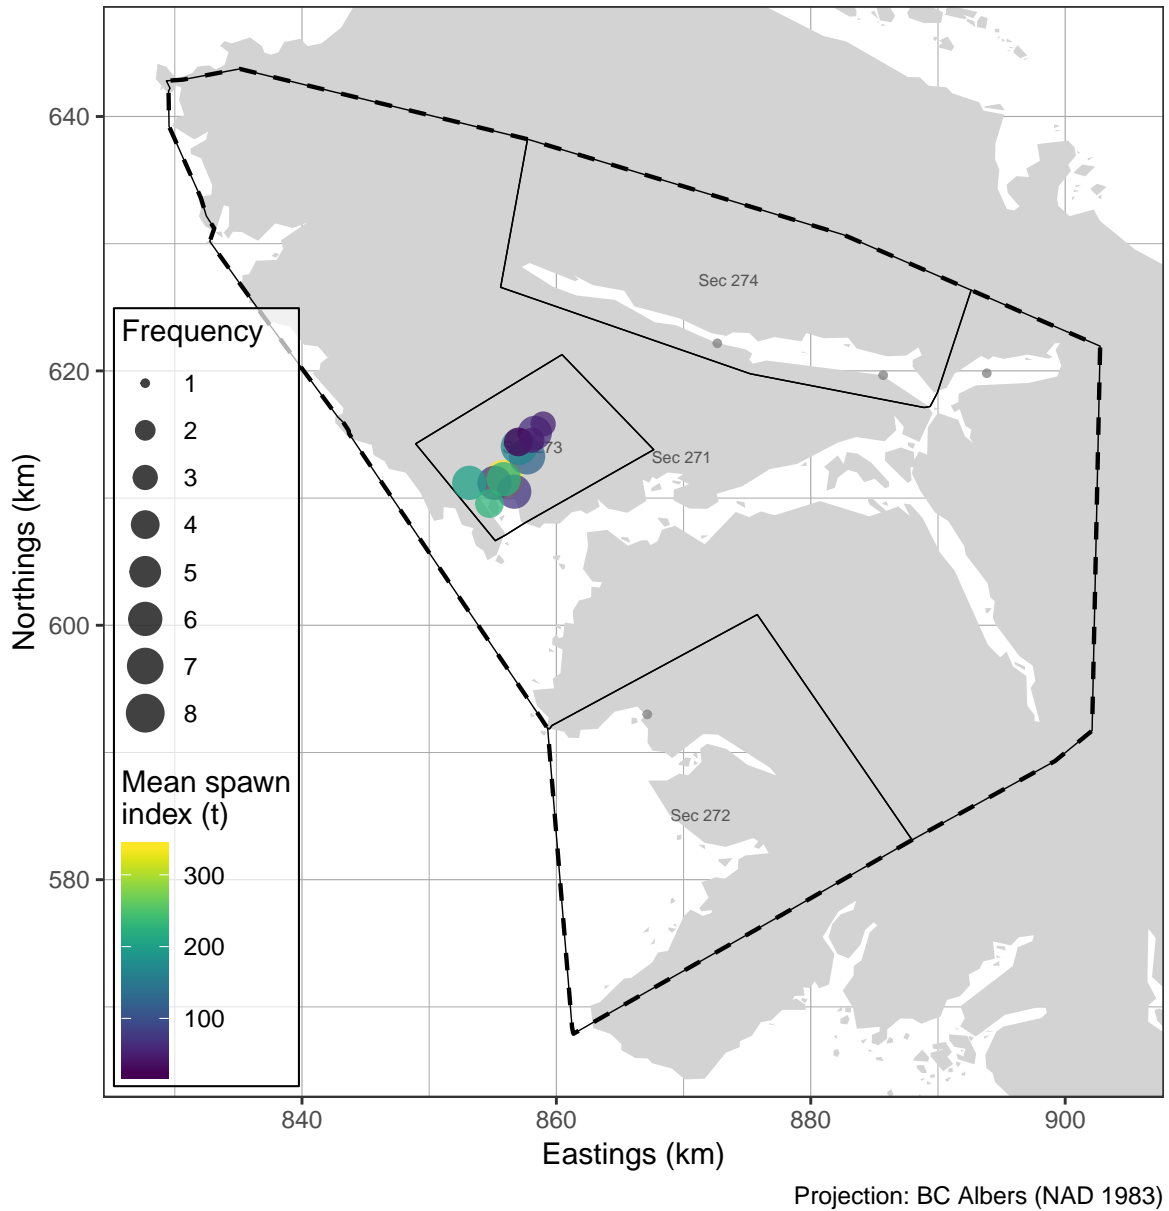 640
620
600
580
Northings (km)
Sec 274
73
Sec 271
Sec 272
Frequency
1
2
3
4
5
6
7
8
Mean spawn
index (t)
300
200
100
840
860
880
900
Eastings (km)
Projection: BC Albers (NAD 1983)